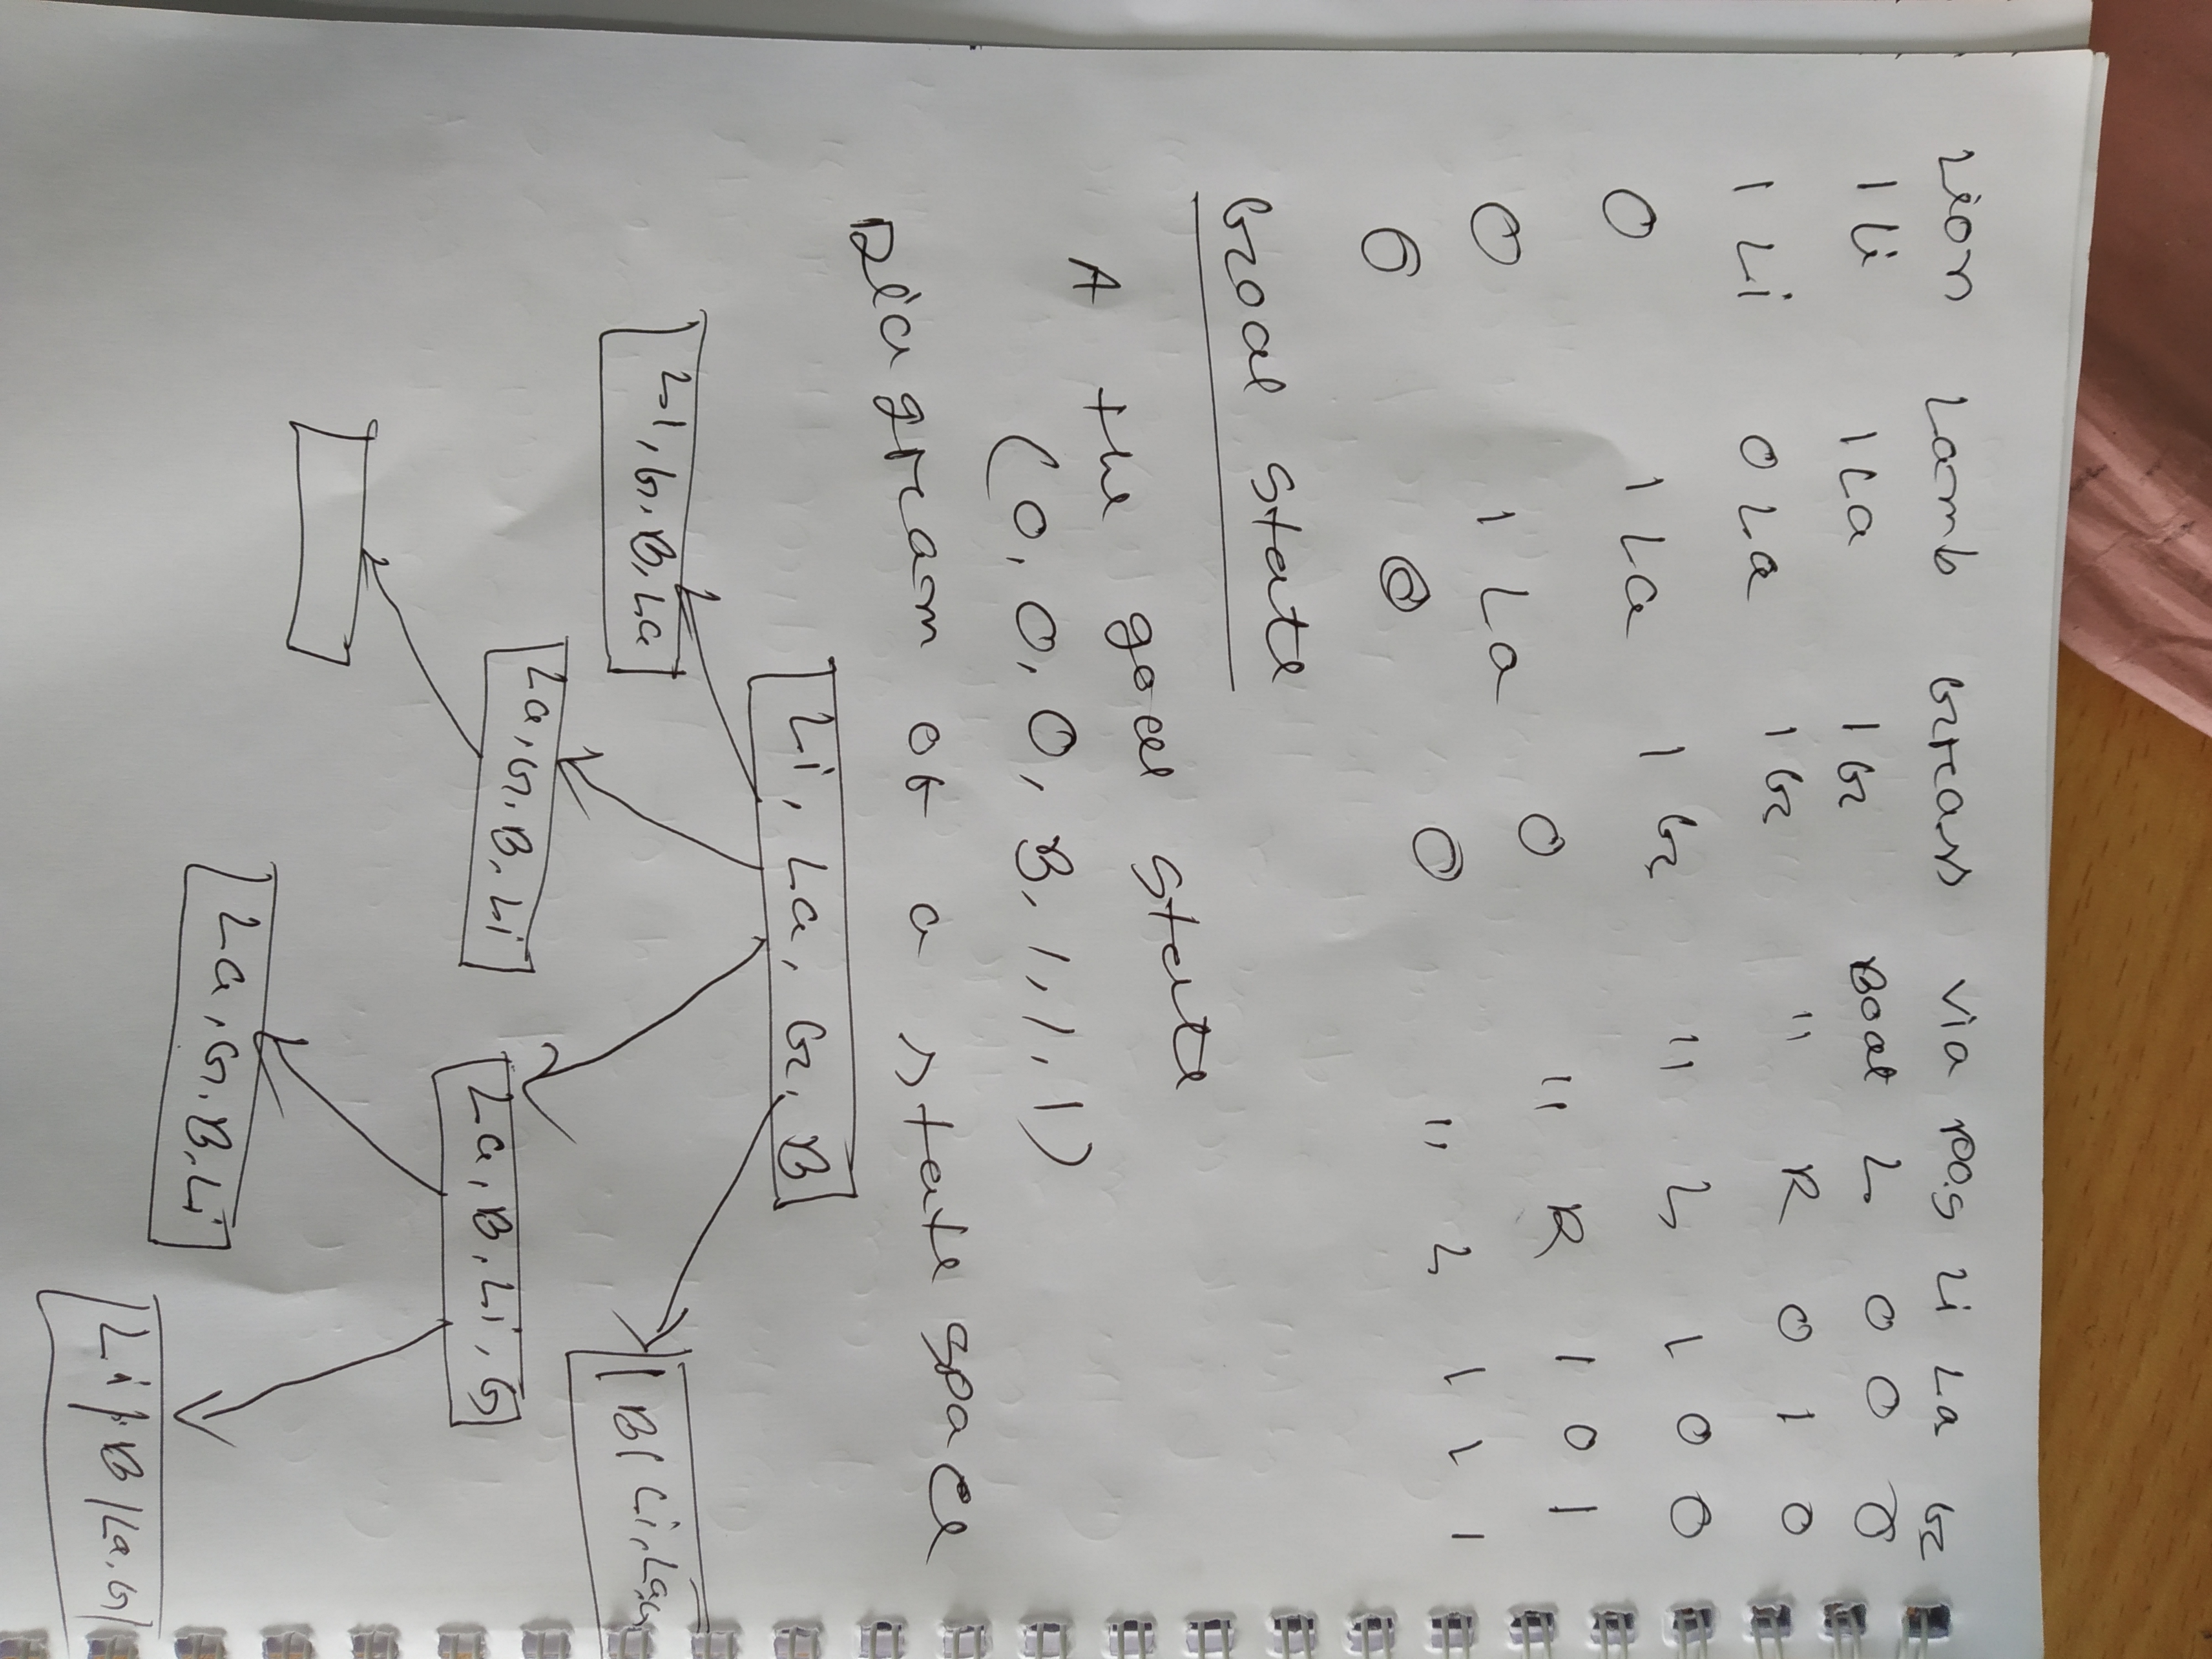 Lion Lamb Grass via pos Li La G
1 Li 1 La 1 G Boat L 0 0 0
1 Li 0 La 1 G " R 0 1 0
0 1 La 1 G " L 1 0 0
0 1 La 0 " R 1 0 1
0 0 0 " L 1 1 1
Goal State
A the goal State
(0, 0, 0, B, 1, 1, 1)
Diagram of a state space
Li, La, G, B
Li, G, B, La
La, G, B, Li
La, B, Li, G
| B | Li, La, G
La, G, B, Li
Li | B | La, G |